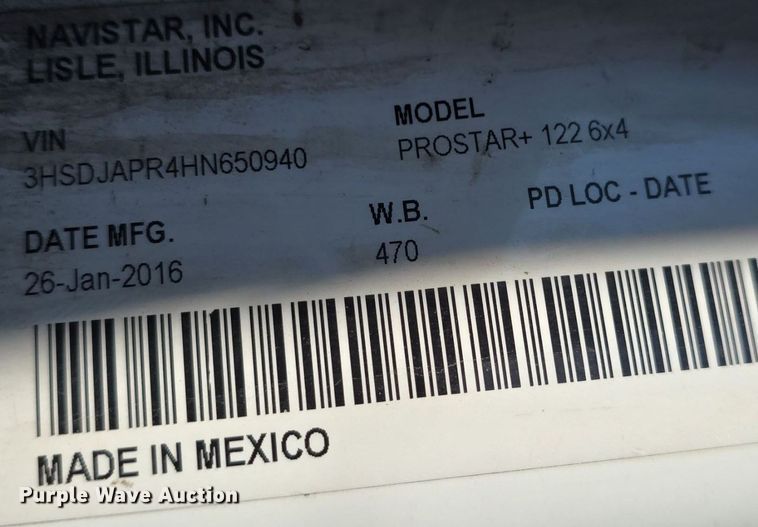 NAVISTAR, INC.
LISLE, ILLINOIS
VIN
3HSDJAPR4HN650940
MODEL
PROSTAR+ 122 6x4
DATE MFG.
26-Jan-2016
W.B.
470
PD LOC - DATE
MADE IN MEXICO
Purple Wave Auction